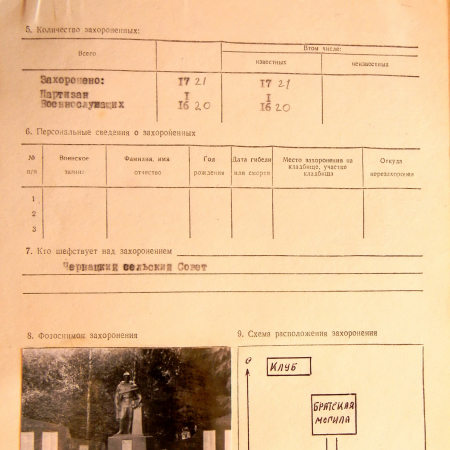 5. Количество захороненных:
Всего
В том числе:
известных
неизвестных
Захоронено: 17 21 17 21
Партизан 1 1
Военнослужащих 16 20 16 20
6. Персональные сведения о захороненных
№ п/п
Воинское звание
Фамилия, имя отчество
Год рождения
Дата гибели или смерти
Место захоронения на кладбище, участке кладбища
Откуда перезахоронен
1
2
3
7. Кто шефствует над захоронением
сельский Совет
8. Фотоснимок захоронения
9. Схема расположения захоронения
С
КЛУБ
БРАТСКАЯ
МОГИЛА